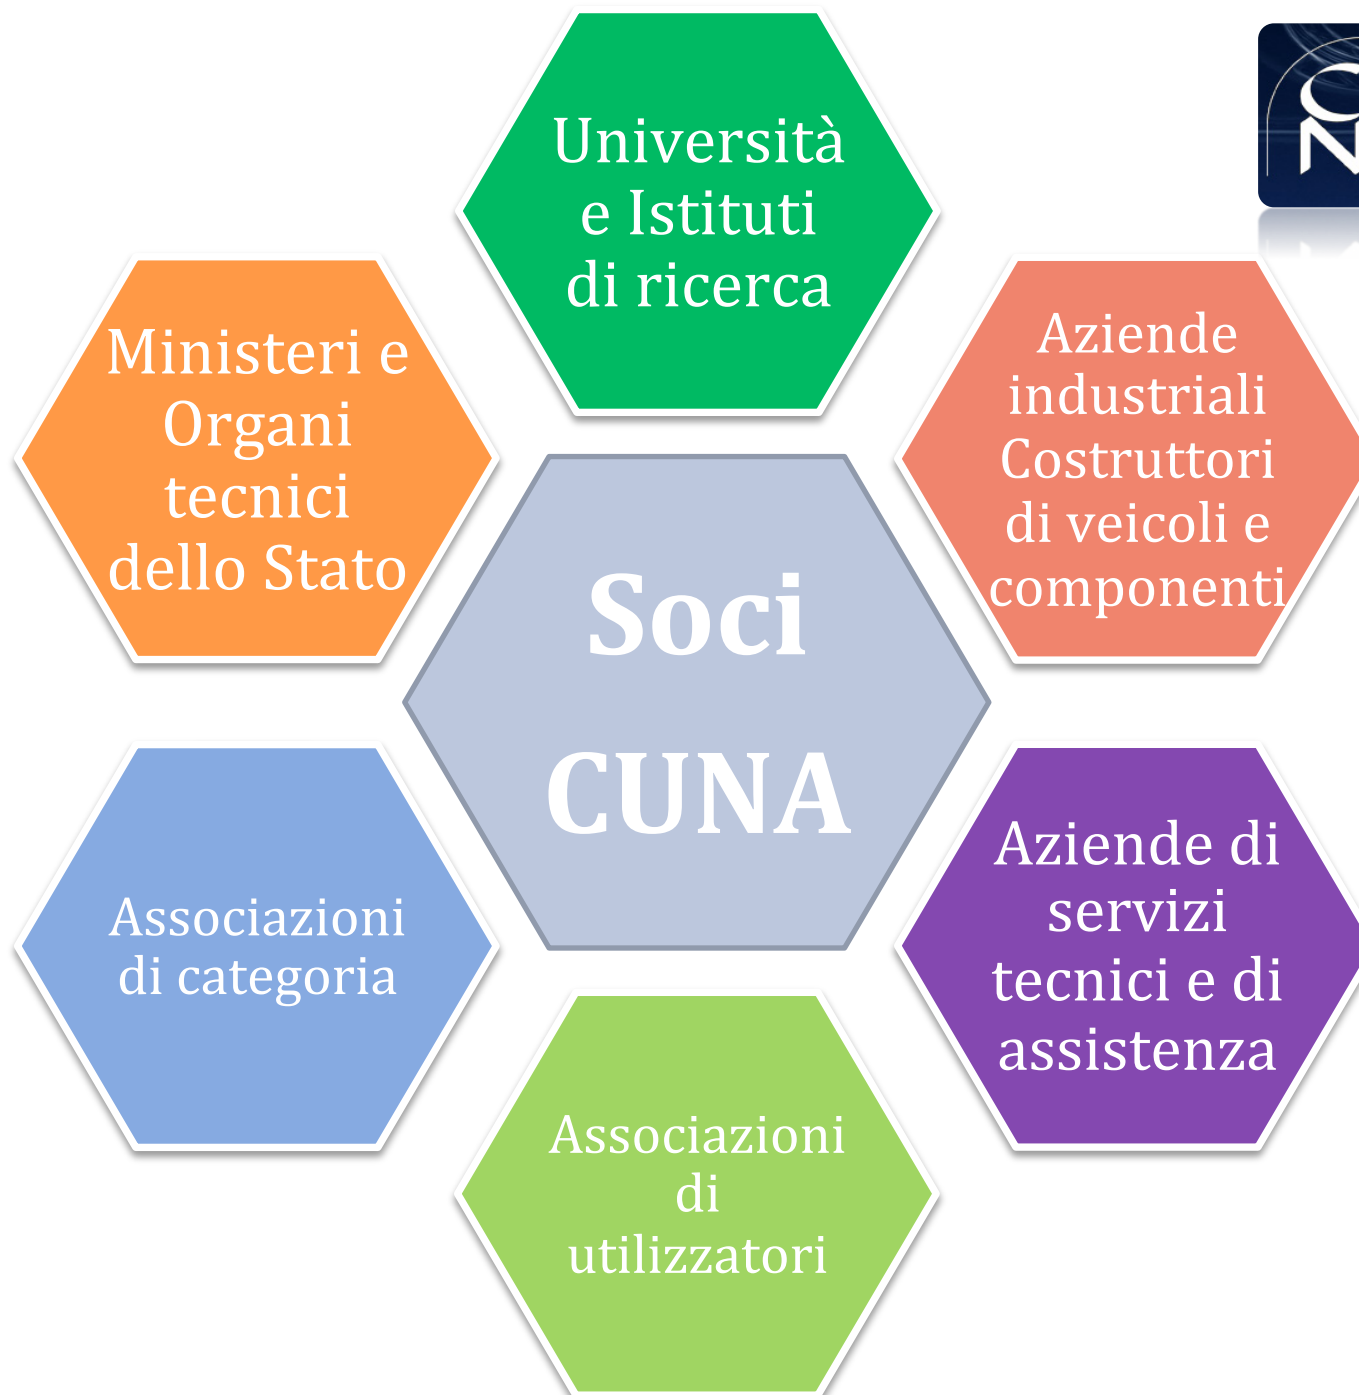 Università
e Istituti
di ricerca
Ministeri e
Organi
tecnici
dello Stato
Aziende
industriali
Costruttori
di veicoli e
componenti
Soci
CUNA
Associazioni
di categoria
Aziende di
servizi
tecnici e di
assistenza
Associazioni
di
utilizzatori